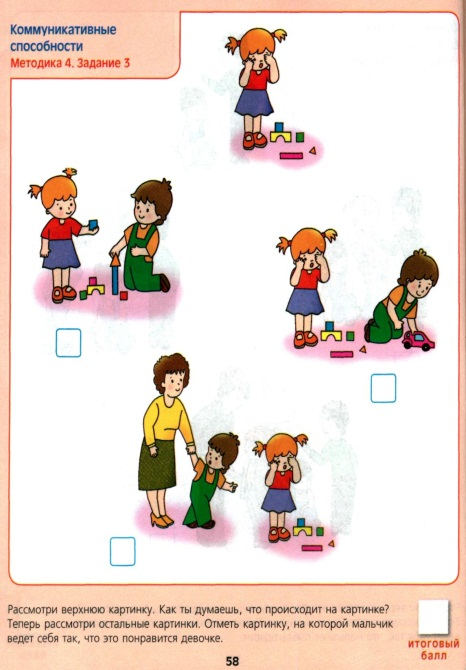 Коммуникативные
способности
Методика 4. Задание 3
Рассмотри верхнюю картинку. Как ты думаешь, что происходит на картинке?
Теперь рассмотри остальные картинки. Отметь картинку, на которой мальчик
ведет себя так, что это понравится девочке.
итоговый
балл
58